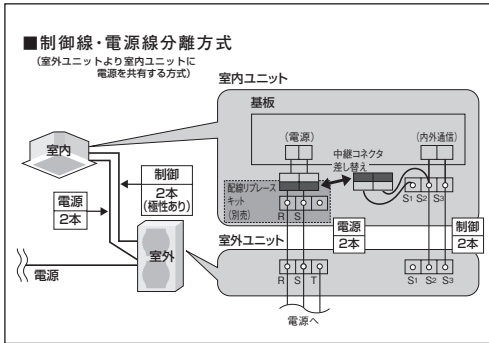 ■制御線・電源線分離方式
(室外ユニットより室内ユニットに
電源を共有する方式)
室内ユニット
基板
(電源)
中継コネクタ
差し替え
(内外通信)
室内
制御
2本
(極性あり)
電源
2本
配線リプレース
キット
(別売)
R S
S1 S2 S3
電源
2本
制御
2本
室外ユニット
室外
電源
R S T
S1 S2 S3
電源へ